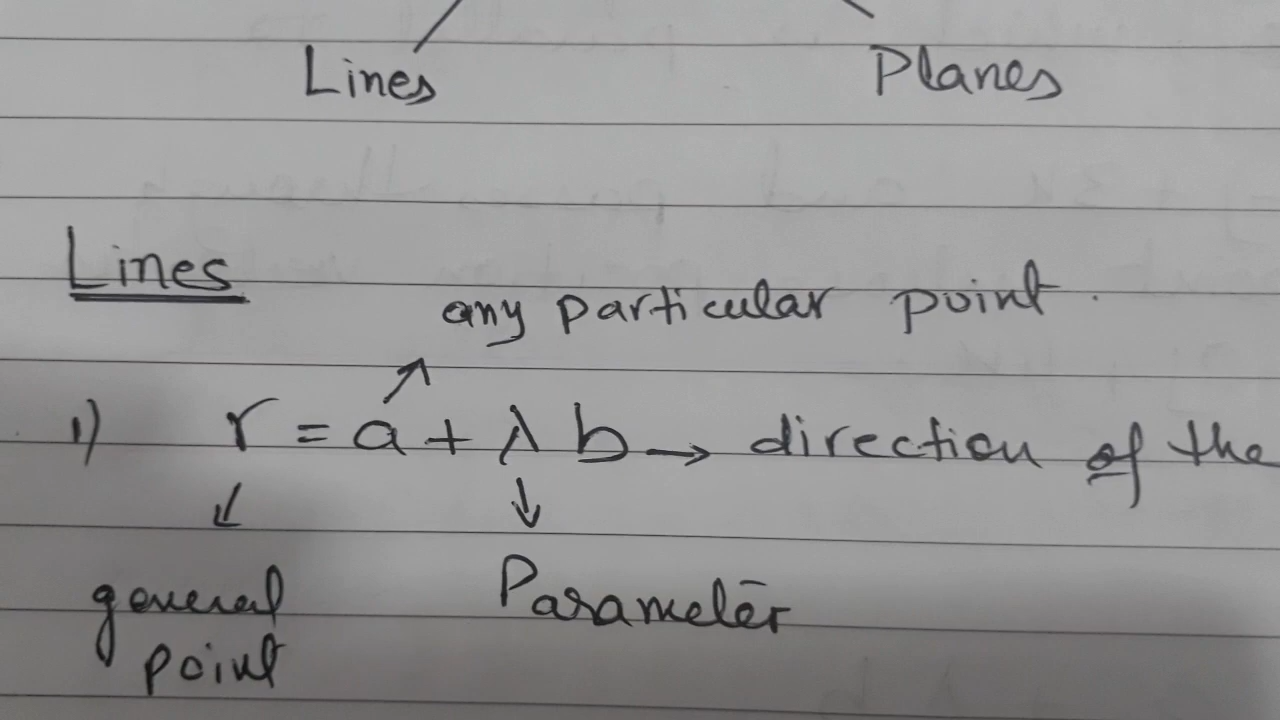 Lines Planes
Lines
any particular point.
1) r = a + λ b → direction of the
general Parameter
point